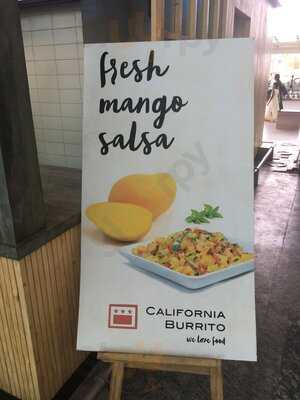 fresh
mango
salsa
CALIFORNIA
BURRITO
we love food